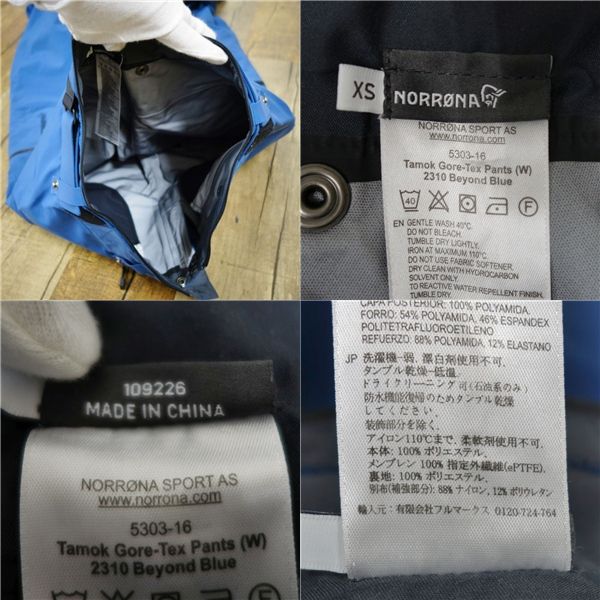 XS
NORRØNA
NORRØNA SPORT AS
www.norrona.com
5303-16
Tamok Gore-Tex Pants (W)
2310 Beyond Blue
40
EN GENTLE WASH 40°C.
DO NOT BLEACH.
TUMBLE DRY LIGHTLY.
IRON AT MAXIMUM 110°C.
DO NOT USE FABRIC SOFTENER.
DRY CLEAN WITH HYDROCARBON
SOLVENT ONLY.
TO REACTIVE WATER REPELLENT FINISH,
TUMBLE DRY.
109226
MADE IN CHINA
NORRØNA SPORT AS
www.norrona.com
5303-16
Tamok Gore-Tex Pants (W)
2310 Beyond Blue
CAPA POSTERIOR: 100% POLYAMIDA.
FORRO: 54% POLYAMIDA, 46% ESPANDEX
POLITETRAFLUOROETILENO
REFUERZO: 88% POLYAMIDA, 12% ELASTANO
JP 洗濯機-弱, 漂白剤使用不可.
タンブル乾燥-低温.
ドライクリーニング可(石油系のみ)
防水機能復帰のためタンブル乾燥
してください.
装飾部分を除く.
アイロン110℃まで, 柔軟剤使用不可.
本体: 100% ポリエステル.
メンブレン 100% 指定外繊維(ePTFE).
裏地: 100% ポリエステル.
別布(補強部分): 88% ナイロン, 12% ポリウレタン
輸入元: 有限会社フルマークス 0120-724-764